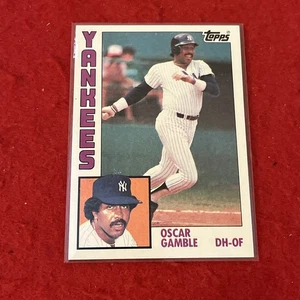 YANKEES
Topps
OSCAR
GAMBLE
DH-OF